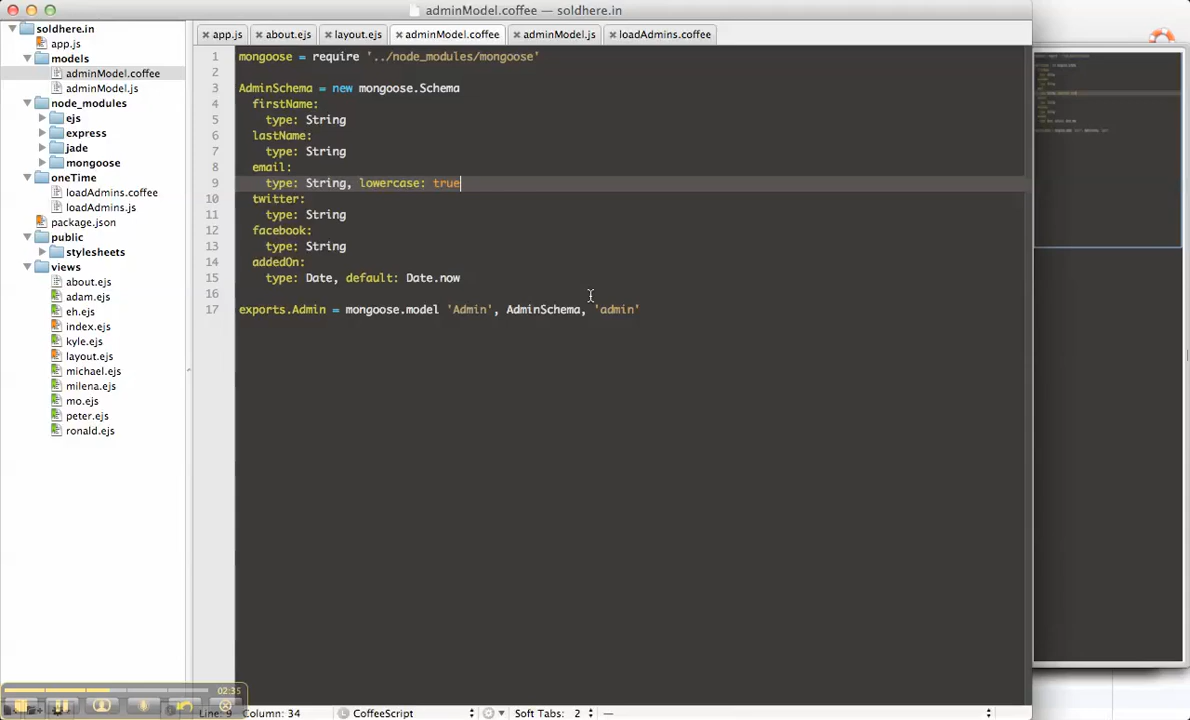 adminModel.coffee — soldhere.in
soldhere.in
app.js
models
adminModel.coffee
adminModel.js
node_modules
ejs
express
jade
mongoose
oneTime
loadAdmins.coffee
loadAdmins.js
package.json
public
stylesheets
views
about.ejs
adam.ejs
eh.ejs
index.ejs
kyle.ejs
layout.ejs
michael.ejs
milena.ejs
mo.ejs
peter.ejs
ronald.ejs
app.js about.ejs layout.ejs adminModel.coffee adminModel.js loadAdmins.coffee
1 mongoose = require '../node_modules/mongoose'
2
3 AdminSchema = new mongoose.Schema
4 firstName:
5 type: String
6 lastName:
7 type: String
8 email:
9 type: String, lowercase: true
10 twitter:
11 type: String
12 facebook:
13 type: String
14 addedOn:
15 type: Date, default: Date.now
16
17 exports.Admin = mongoose.model 'Admin', AdminSchema, 'admin'
02:35
Line: 9 Column: 34 CoffeeScript Soft Tabs: 2 —